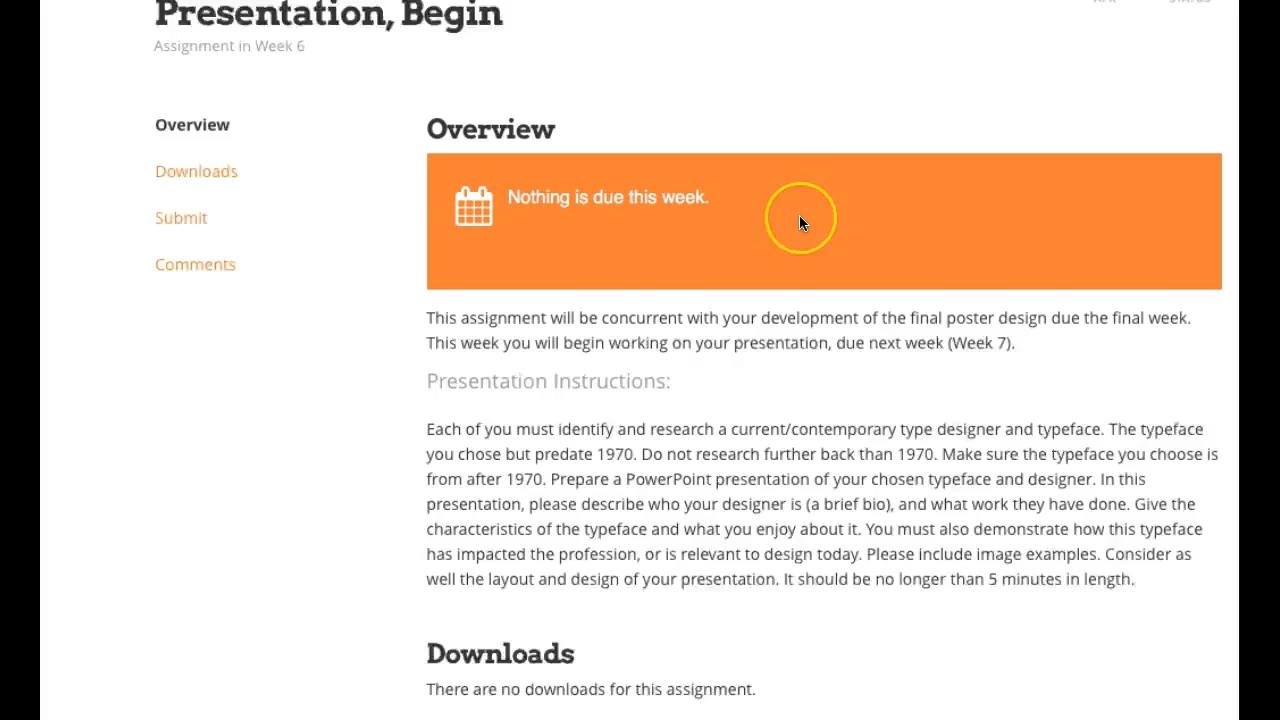 Presentation, Begin
Assignment in Week 6
Overview
Downloads
Submit
Comments
Overview
Nothing is due this week.
This assignment will be concurrent with your development of the final poster design due the final week.
This week you will begin working on your presentation, due next week (Week 7).
Presentation Instructions:
Each of you must identify and research a current/contemporary type designer and typeface. The typeface
you chose but predate 1970. Do not research further back than 1970. Make sure the typeface you choose is
from after 1970. Prepare a PowerPoint presentation of your chosen typeface and designer. In this
presentation, please describe who your designer is (a brief bio), and what work they have done. Give the
characteristics of the typeface and what you enjoy about it. You must also demonstrate how this typeface
has impacted the profession, or is relevant to design today. Please include image examples. Consider as
well the layout and design of your presentation. It should be no longer than 5 minutes in length.
Downloads
There are no downloads for this assignment.